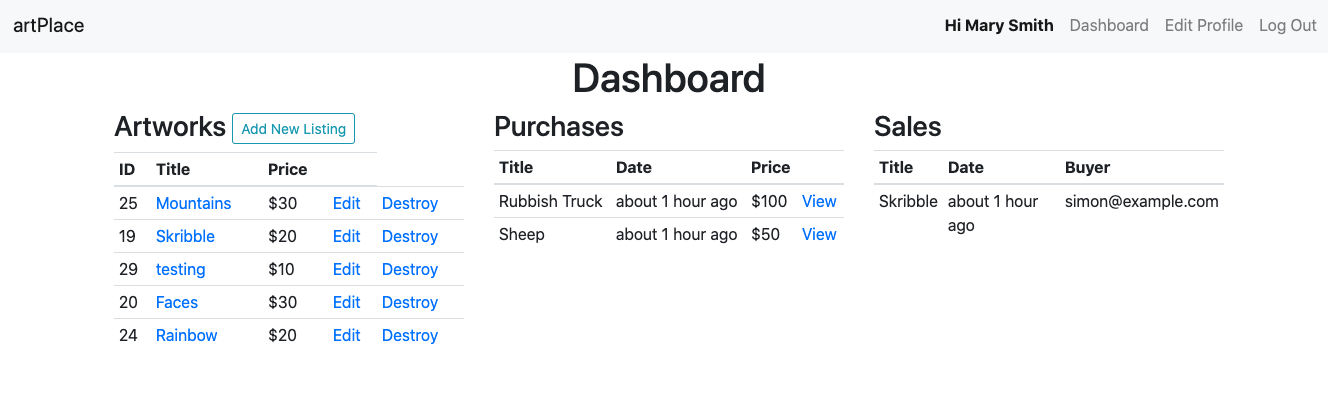 artPlace
Hi Mary Smith Dashboard Edit Profile Log Out
Dashboard
Artworks Add New Listing
ID Title Price
25 Mountains $30 Edit Destroy
19 Skribble $20 Edit Destroy
29 testing $10 Edit Destroy
20 Faces $30 Edit Destroy
24 Rainbow $20 Edit Destroy
Purchases
Title Date Price
Rubbish Truck about 1 hour ago $100 View
Sheep about 1 hour ago $50 View
Sales
Title Date Buyer
Skribble about 1 hour simon@example.com
ago